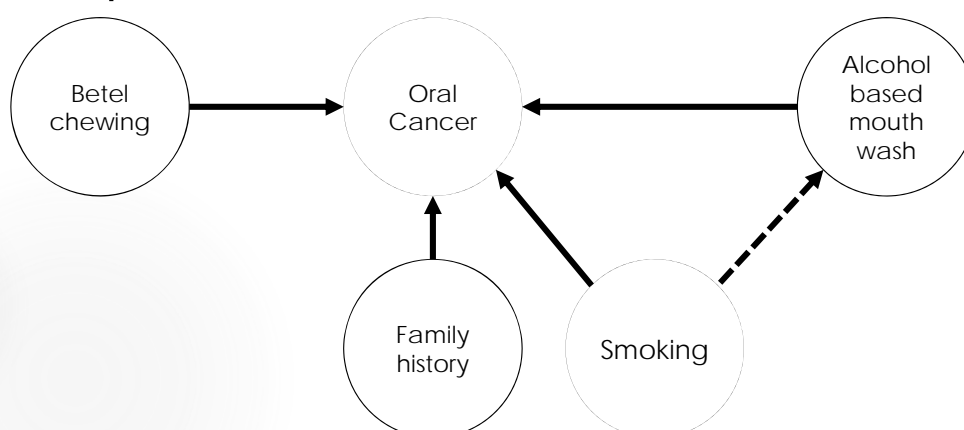 Betel
chewing
Oral
Cancer
Alcohol
based
mouth
wash
Family
history
Smoking